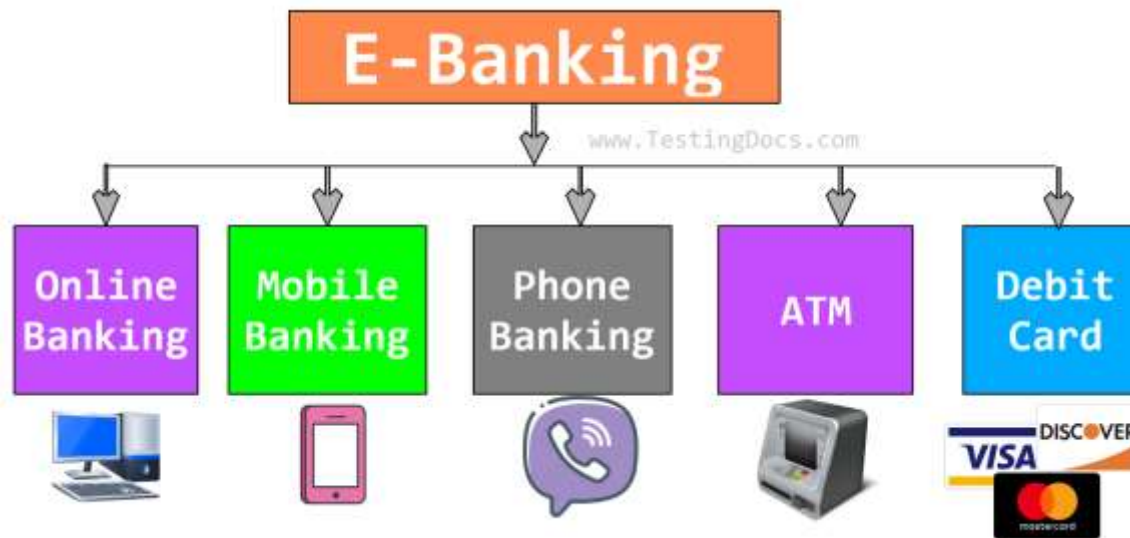 E-Banking
www.TestingDocs.com
Online
Banking
Mobile
Banking
Phone
Banking
ATM
Debit
Card
VISA
DISCOVER
mastercard